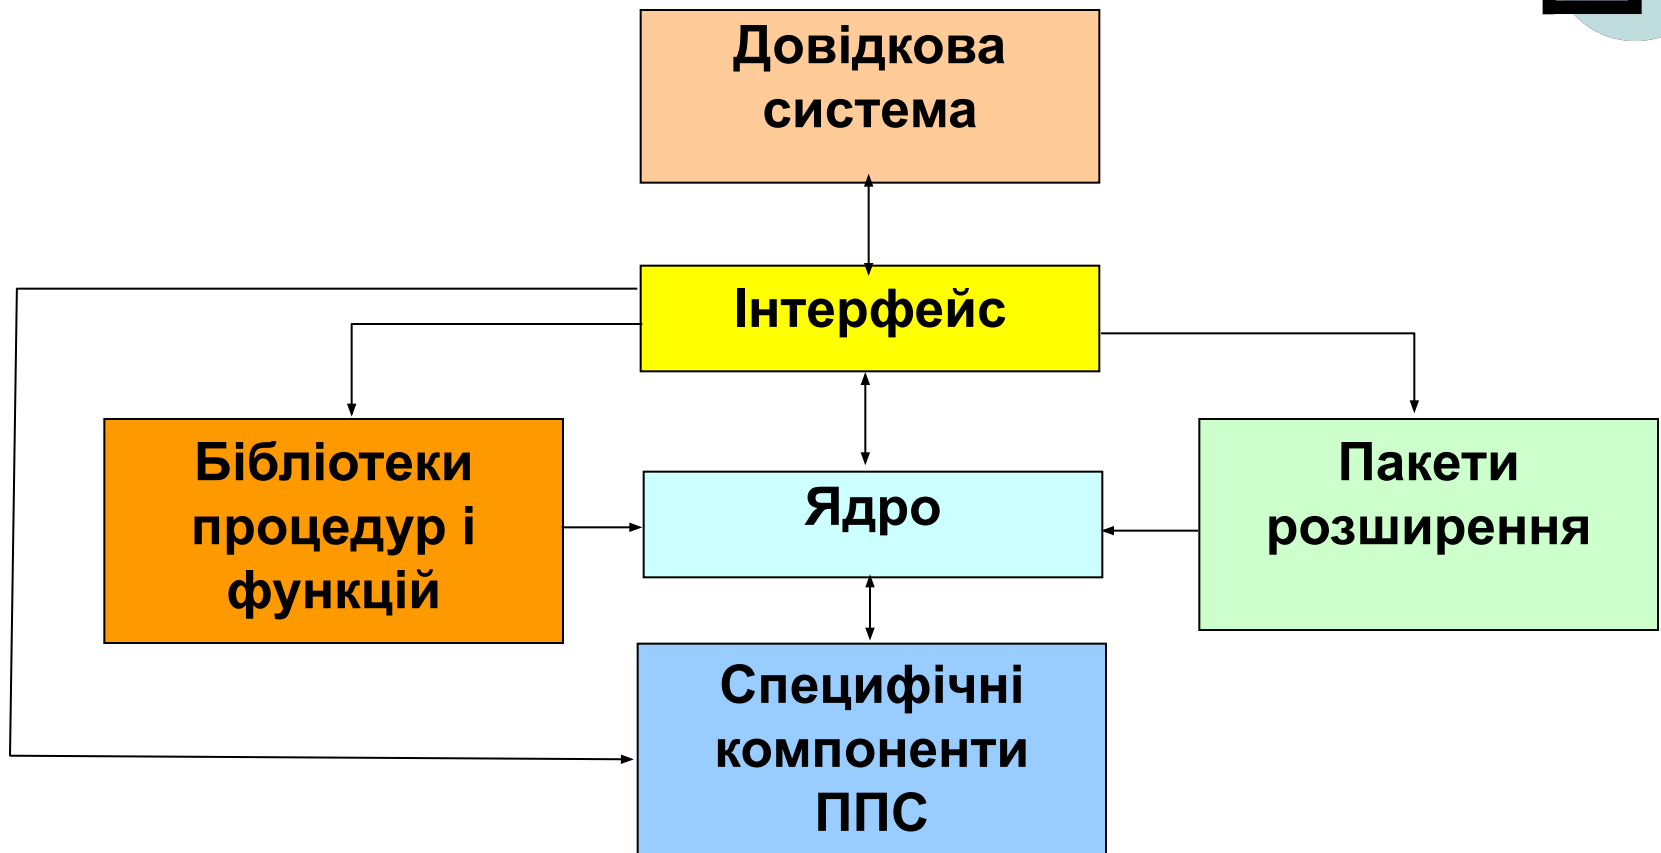 Довідкова
система
Інтерфейс
Бібліотеки
процедур і
функцій
Ядро
Пакети
розширення
Специфічні
компоненти
ППС